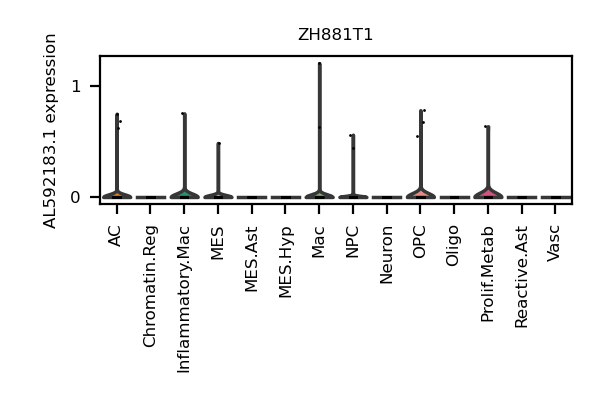 ZH881T1
AL592183.1 expression
1
0
AC
Chromatin.Reg
Inflammatory.Mac
MES
MES.Ast
MES.Hyp
Mac
NPC
Neuron
OPC
Oligo
Prolif.Metab
Reactive.Ast
Vasc